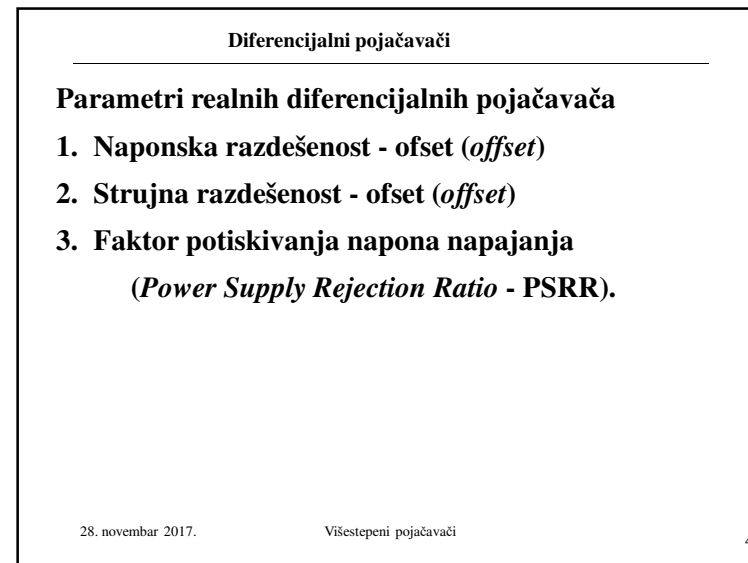 Diferencijalni pojačavači
Parametri realnih diferencijalnih pojačavača
1. Naponska razdešenost - ofset (offset)
2. Strujna razdešenost - ofset (offset)
3. Faktor potiskivanja napona napajanja
(Power Supply Rejection Ratio - PSRR).
28. novembar 2017. Višestepeni pojačavači